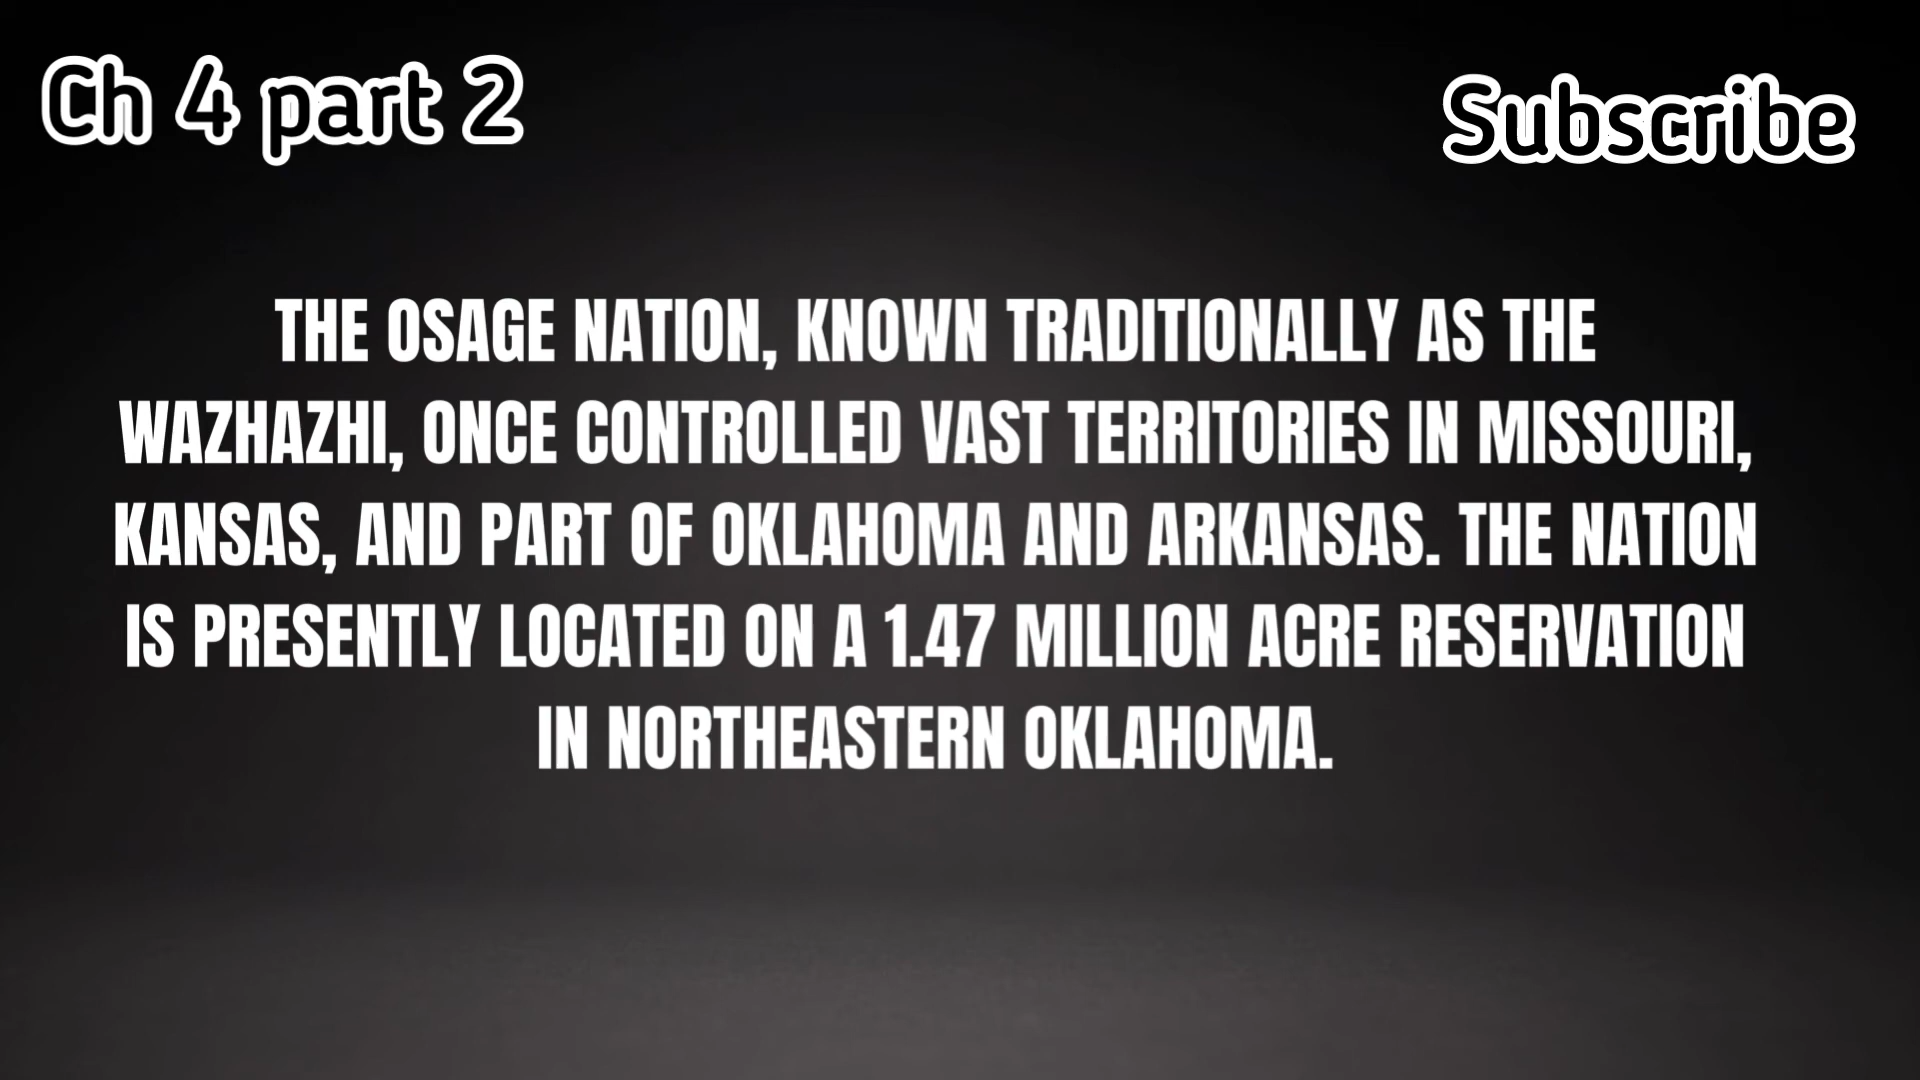 Ch 4 part 2
Subscribe
THE OSAGE NATION, KNOWN TRADITIONALLY AS THE
WAZHAZHI, ONCE CONTROLLED VAST TERRITORIES IN MISSOURI,
KANSAS, AND PART OF OKLAHOMA AND ARKANSAS. THE NATION
IS PRESENTLY LOCATED ON A 1.47 MILLION ACRE RESERVATION
IN NORTHEASTERN OKLAHOMA.